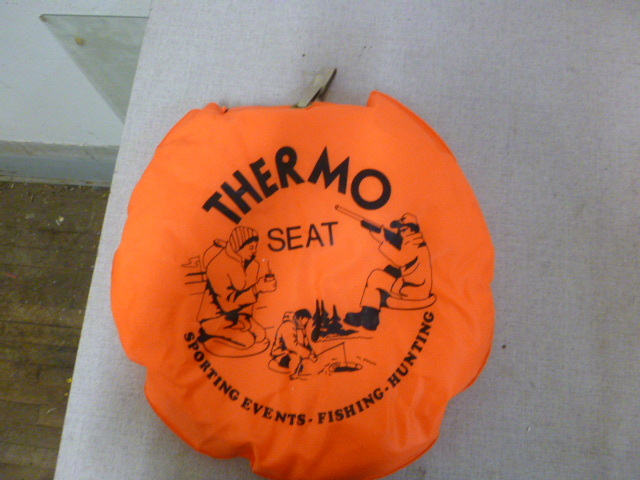 THERMO
SEAT
SPORTING EVENTS - FISHING - HUNTING